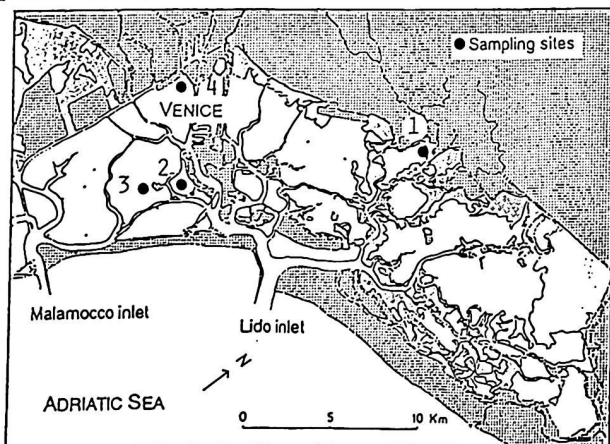 ● Sampling sites
4
VENICE
1
2
3
Malamocco inlet
Lido inlet
N
ADRIATIC SEA
0 5 10 Km